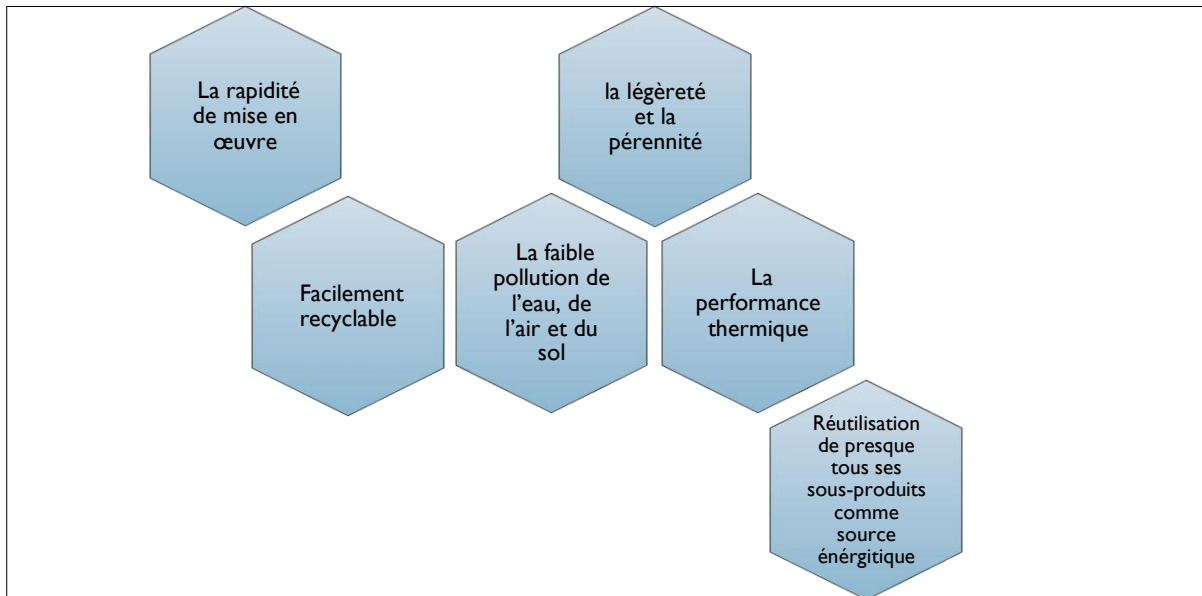 La rapidité
de mise en
œuvre
la légèreté
et la
pérennité
Facilement
recyclable
La faible
pollution de
l’eau, de
l’air et du
sol
La
performance
thermique
Réutilisation
de presque
tous ses
sous-produits
comme
source
énérgitique